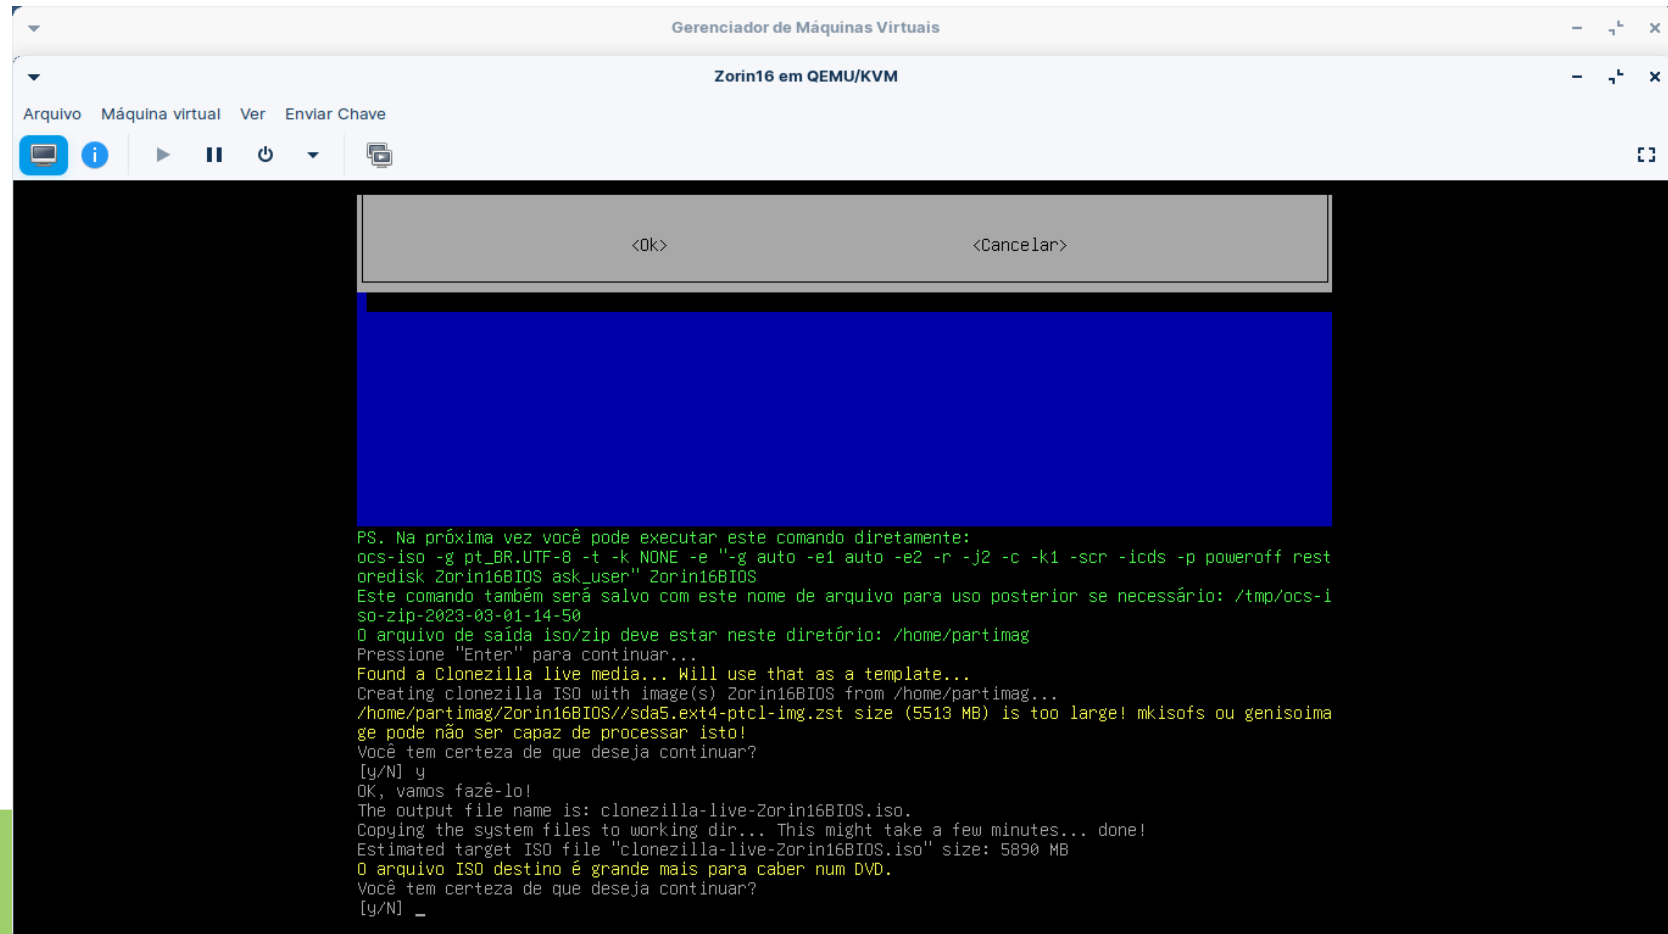 Gerenciador de Máquinas Virtuais
Zorin16 em QEMU/KVM
Arquivo Máquina virtual Ver Enviar Chave
<Ok> <Cancelar>
PS. Na próxima vez você pode executar este comando diretamente:
ocs-iso -g pt_BR.UTF-8 -t -k NONE -e "-g auto -e1 auto -e2 -r -j2 -c -k1 -scr -icds -p poweroff rest
oredisk Zorin16BIOS ask_user" Zorin16BIOS
Este comando também será salvo com este nome de arquivo para uso posterior se necessário: /tmp/ocs-i
so-zip-2023-03-01-14-50
O arquivo de saída iso/zip deve estar neste diretório: /home/partimag
Pressione "Enter" para continuar...
Found a Clonezilla live media... Will use that as a template...
Creating clonezilla ISO with image(s) Zorin16BIOS from /home/partimag...
/home/partimag/Zorin16BIOS//sda5.ext4-ptcl-img.zst size (5513 MB) is too large! mkisofs ou genisoima
ge pode não ser capaz de processar isto!
Você tem certeza de que deseja continuar?
[y/N] y
OK, vamos fazê-lo!
The output file name is: clonezilla-live-Zorin16BIOS.iso.
Copying the system files to working dir... This might take a few minutes... done!
Estimated target ISO file "clonezilla-live-Zorin16BIOS.iso" size: 5890 MB
O arquivo ISO destino é grande mais para caber num DVD.
Você tem certeza de que deseja continuar?
[y/N] _